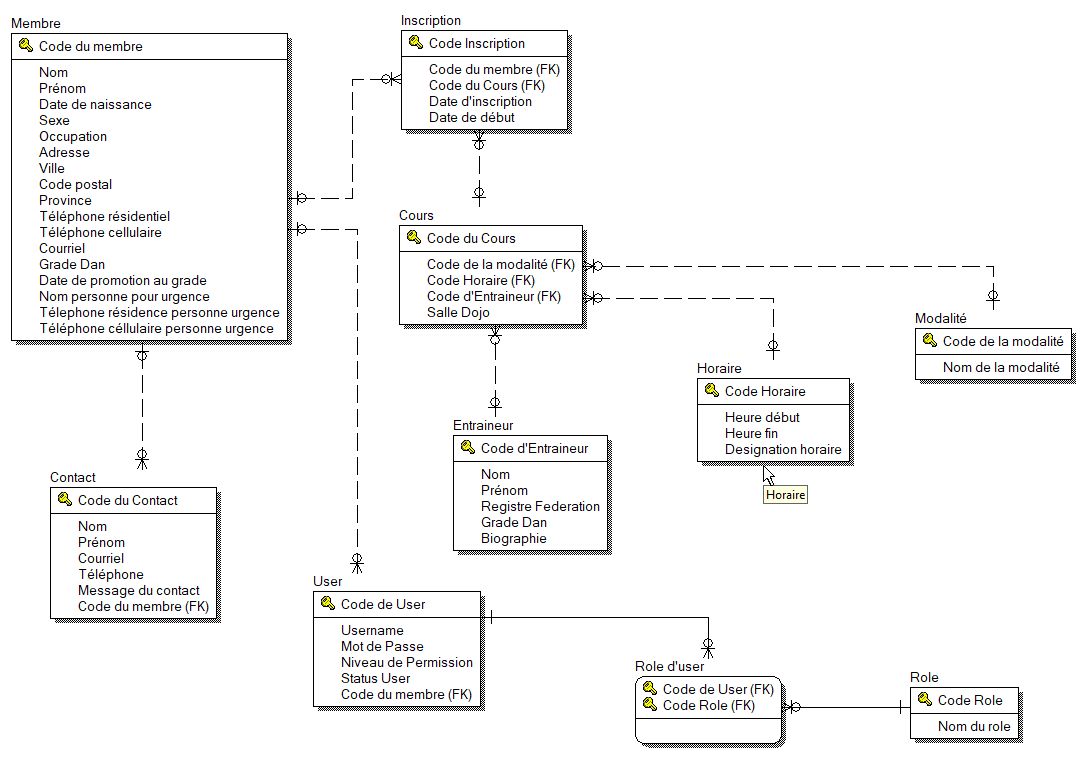 Membre
Code du membre
Nom
Prénom
Date de naissance
Sexe
Occupation
Adresse
Ville
Code postal
Province
Téléphone résidentiel
Téléphone cellulaire
Courriel
Grade Dan
Date de promotion au grade
Nom personne pour urgence
Télephone résidence personne urgence
Téléphone céllulaire personne urgence
Inscription
Code Inscription
Code du membre (FK)
Code du Cours (FK)
Date d'inscription
Date de début
Cours
Code du Cours
Code de la modalité (FK)
Code Horaire (FK)
Code d'Entraineur (FK)
Salle Dojo
Modalité
Code de la modalité
Nom de la modalité
Horaire
Code Horaire
Heure début
Heure fin
Designation horaire
Horaire
Entraineur
Code d'Entraineur
Nom
Prénom
Registre Federation
Grade Dan
Biographie
Contact
Code du Contact
Nom
Prénom
Courriel
Téléphone
Message du contact
Code du membre (FK)
User
Code de User
Username
Mot de Passe
Niveau de Permission
Status User
Code du membre (FK)
Role d'user
Code de User (FK)
Code Role (FK)
Role
Code Role
Nom du role